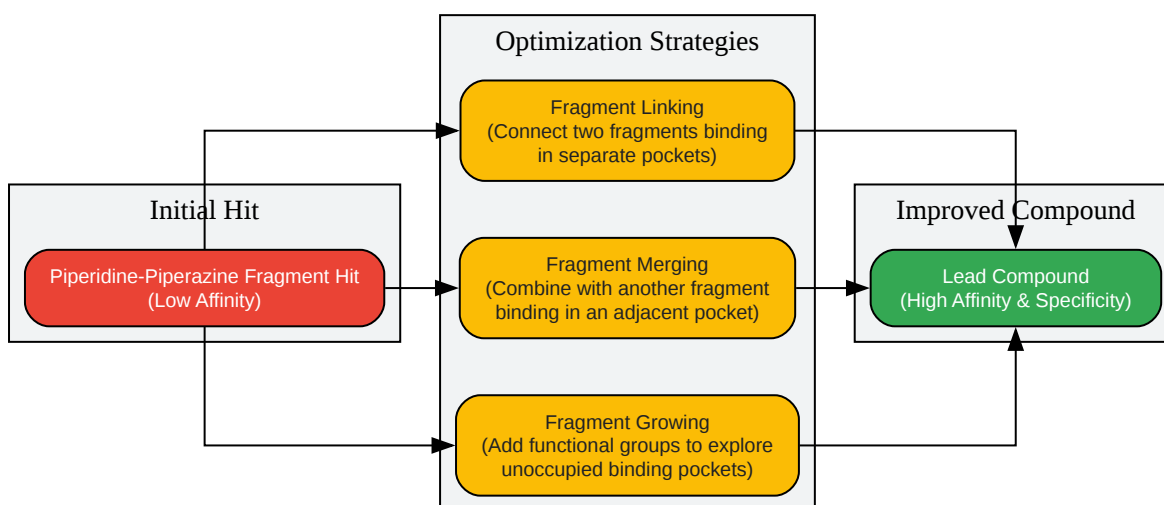 Optimization Strategies
Fragment Linking
(Connect two fragments binding
in separate pockets)
Initial Hit
Piperidine-Piperazine Fragment Hit
(Low Affinity)
Fragment Merging
(Combine with another fragment
binding in an adjacent pocket)
Improved Compound
Lead Compound
(High Affinity & Specificity)
Fragment Growing
(Add functional groups to explore
unoccupied binding pockets)